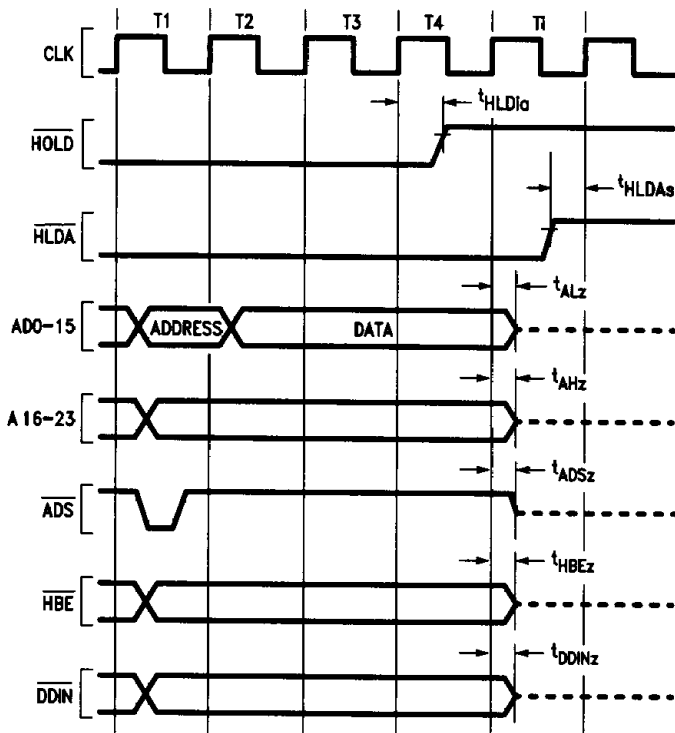 T1 T2 T3 T4 Ti
CLK
tHLDia
HOLD
tHLDAs
HLDA
tALz
AD0-15 ADDRESS DATA
tAHz
A16-23
tADSz
ADS
tHBEz
HBE
tDDINz
DDIN